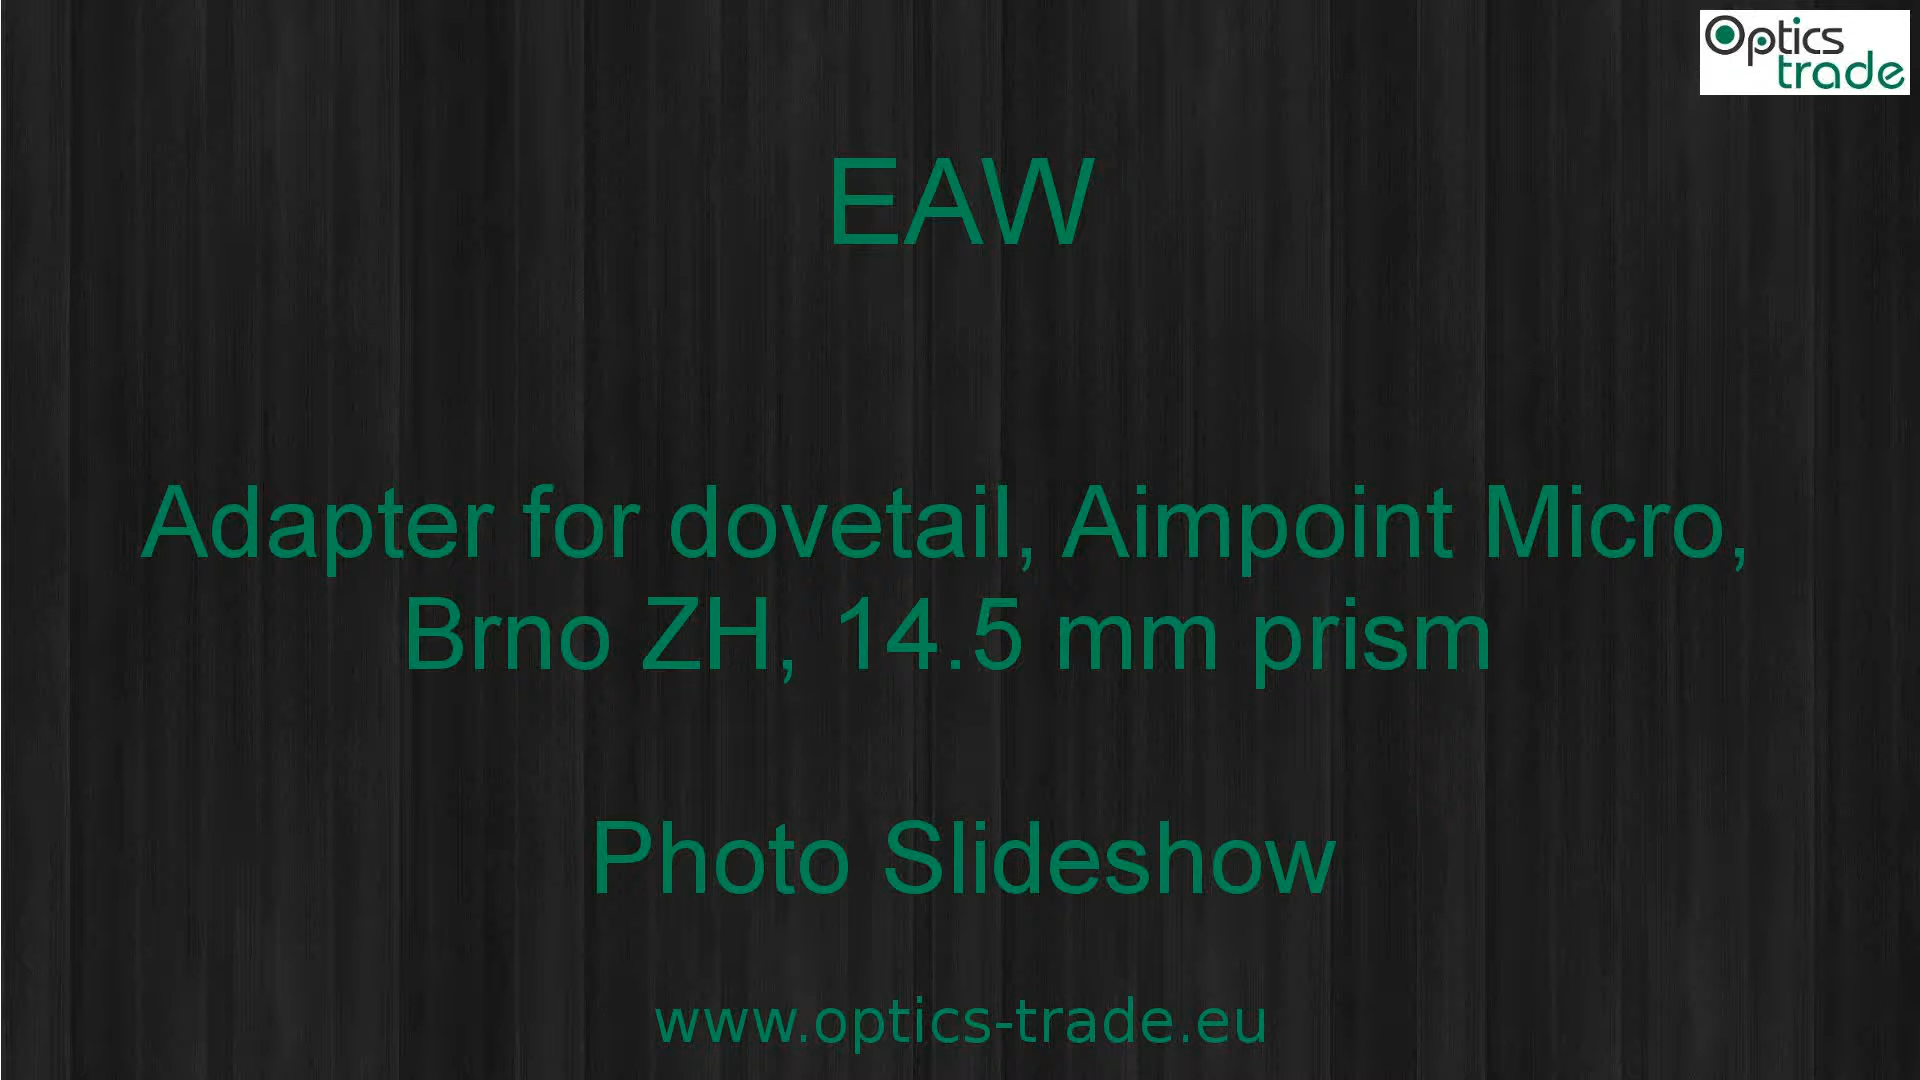 Optics
trade
EAW
Adapter for dovetail, Aimpoint Micro,
Brno ZH, 14.5 mm prism
Photo Slideshow
www.optics-trade.eu